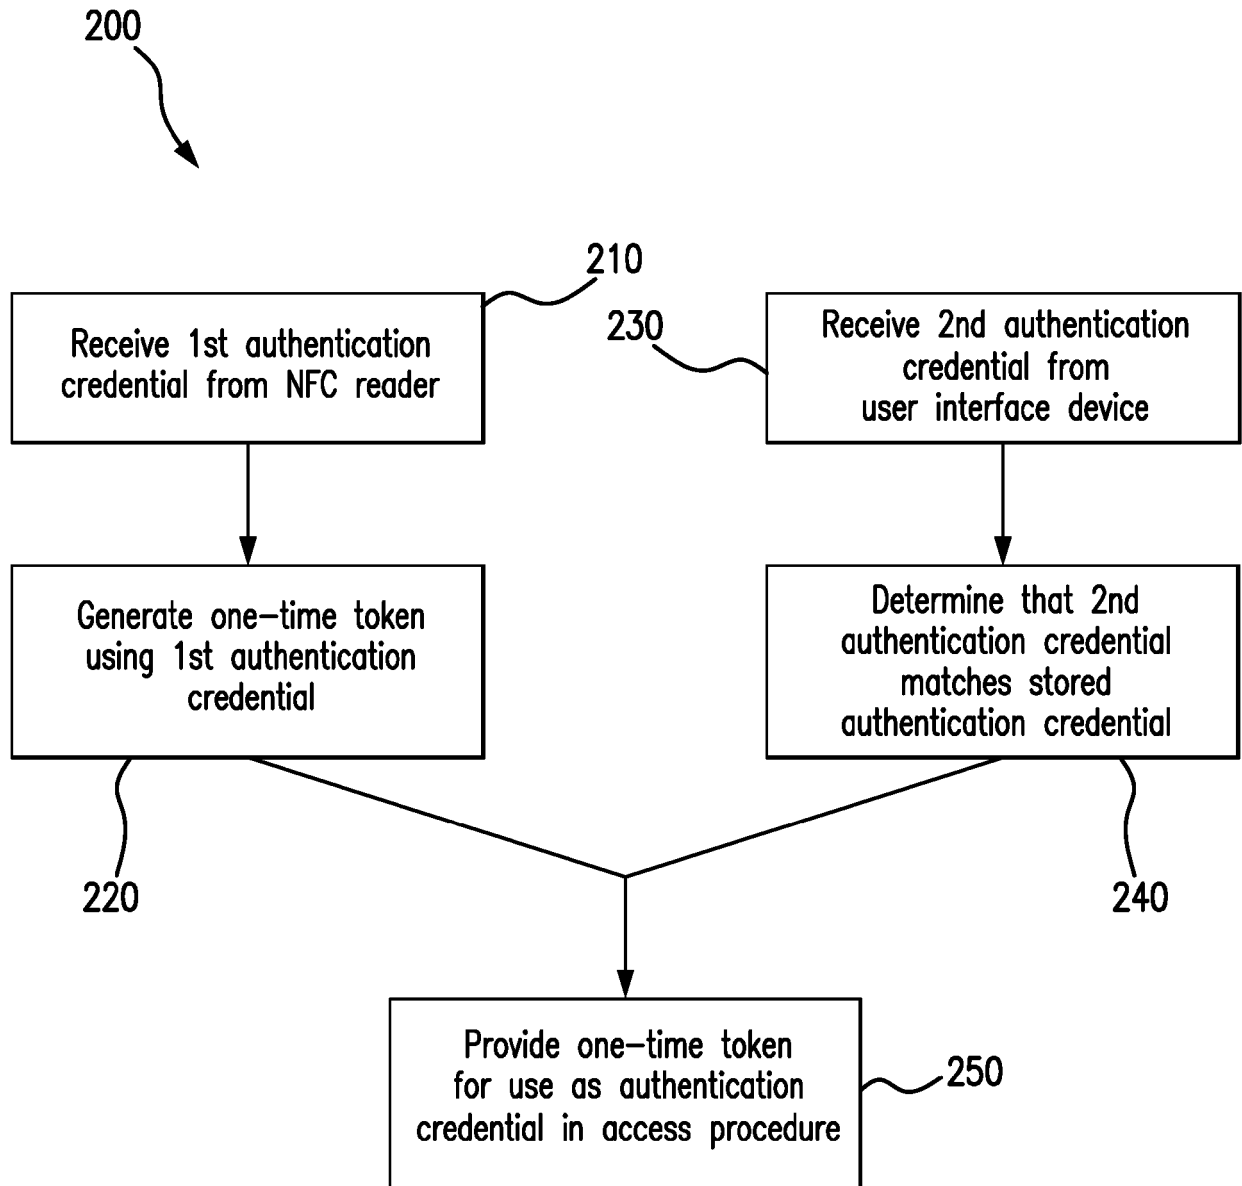 200
210
Receive 1st authentication
credential from NFC reader
230
Receive 2nd authentication
credential from
user interface device
Generate one-time token
using 1st authentication
credential
220
Determine that 2nd
authentication credential
matches stored
authentication credential
240
Provide one-time token
for use as authentication
credential in access procedure
250